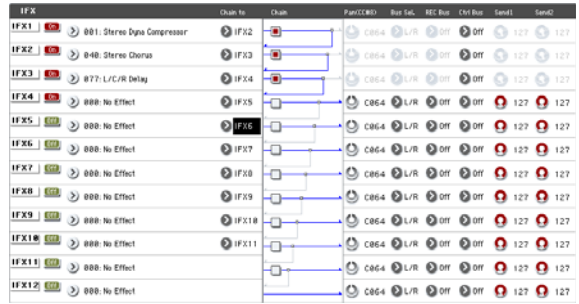 IFX Chain to Chain Pan(CC#8) Bus Sel. REC Bus Ctrl Bus Send1 Send2
IFX1 On 001: Stereo Dyna Compressor IFX2 C064 L/R Off Off 127 127
IFX2 On 040: Stereo Chorus IFX3 C064 L/R Off Off 127 127
IFX3 On 077: L/C/R Delay IFX4 C064 L/R Off Off 127 127
IFX4 On 000: No Effect IFX5 C064 L/R Off Off 127 127
IFX5 Off 000: No Effect IFX6 C064 L/R Off Off 127 127
IFX6 Off 000: No Effect IFX7 C064 L/R Off Off 127 127
IFX7 Off 000: No Effect IFX8 C064 L/R Off Off 127 127
IFX8 Off 000: No Effect IFX9 C064 L/R Off Off 127 127
IFX9 Off 000: No Effect IFX10 C064 L/R Off Off 127 127
IFX10 Off 000: No Effect IFX11 C064 L/R Off Off 127 127
IFX11 Off 000: No Effect C064 L/R Off Off 127 127
IFX12 Off 000: No Effect C064 L/R Off Off 127 127